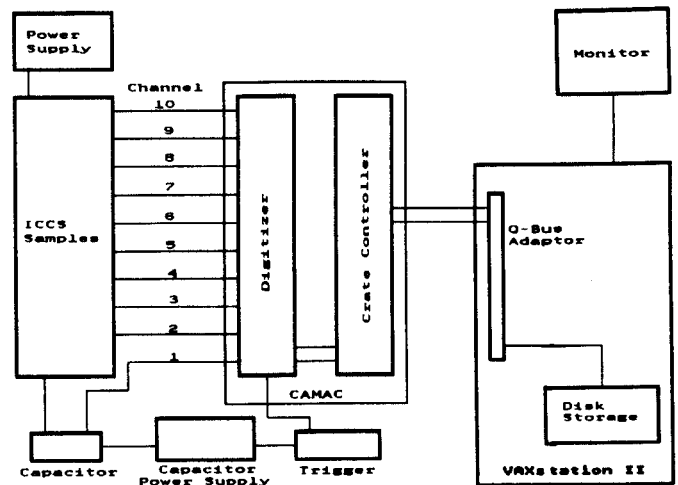 Power
Supply
Monitor
Channel
10
9
8
7
6
5
4
3
2
1
ICCS
Samples
Digitizer
Crate Controller
Q-Bus
Adaptor
CAMAC
Disk
Storage
Capacitor
Capacitor
Power Supply
Trigger
VAXstation II